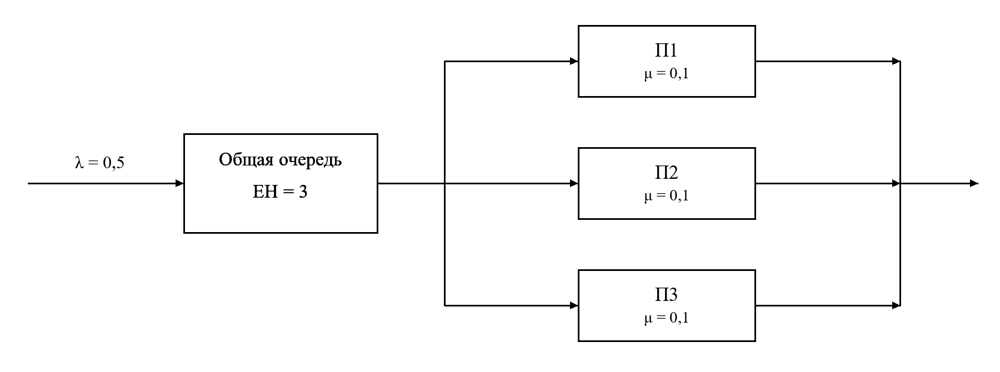 λ = 0,5
Общая очередь
ЕН = 3
П1
μ = 0,1
П2
μ = 0,1
П3
μ = 0,1